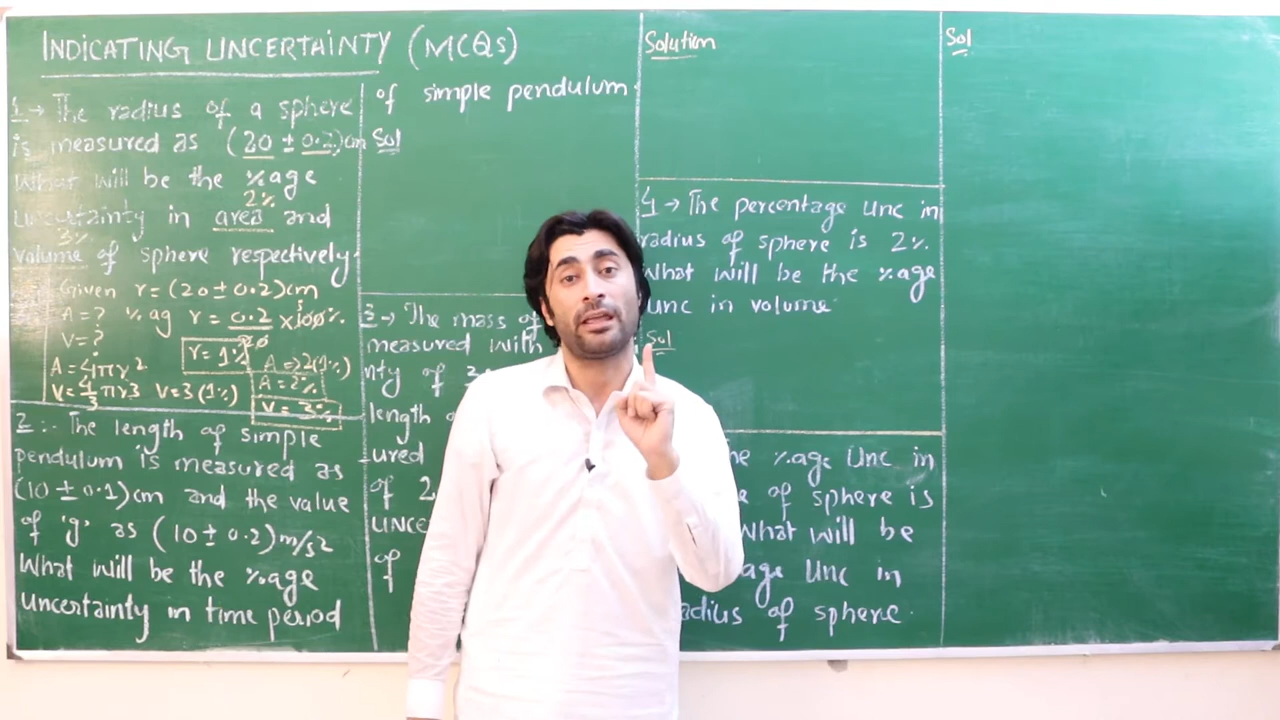 INDICATING UNCERTAINTY (MCQs)
1→ The radius of a sphere
is measured as (20 ± 0.2)cm
What will be the %age
2%
Uncertainty in area and
3%
volume of sphere respectively.
Given r = (20±0.2)cm
A = ? % ag r = 0.2 × 100%.
20
V = ?
r = 1%
A => 2(1%)
A = 4πr2
A = 2%
V = 4/3 πr3 V = 3(1%)
V = 3%
2:- The length of simple
pendulum is measured as
(10 ± 0.1)cm and the value
of 'g' as (10 ± 0.2)m/s2
What will be the %age
Uncertainty in time period
of simple pendulum.
Sol
3→ The mass of
measured with
nty of
length
ured
of 2
unce
of
Solution
4→ The percentage Unc in
radius of sphere is 2%.
What will be the %age
unc in volume
Sol
%age Unc in
of sphere is
What will be
age Unc in
radius of sphere.
Sol